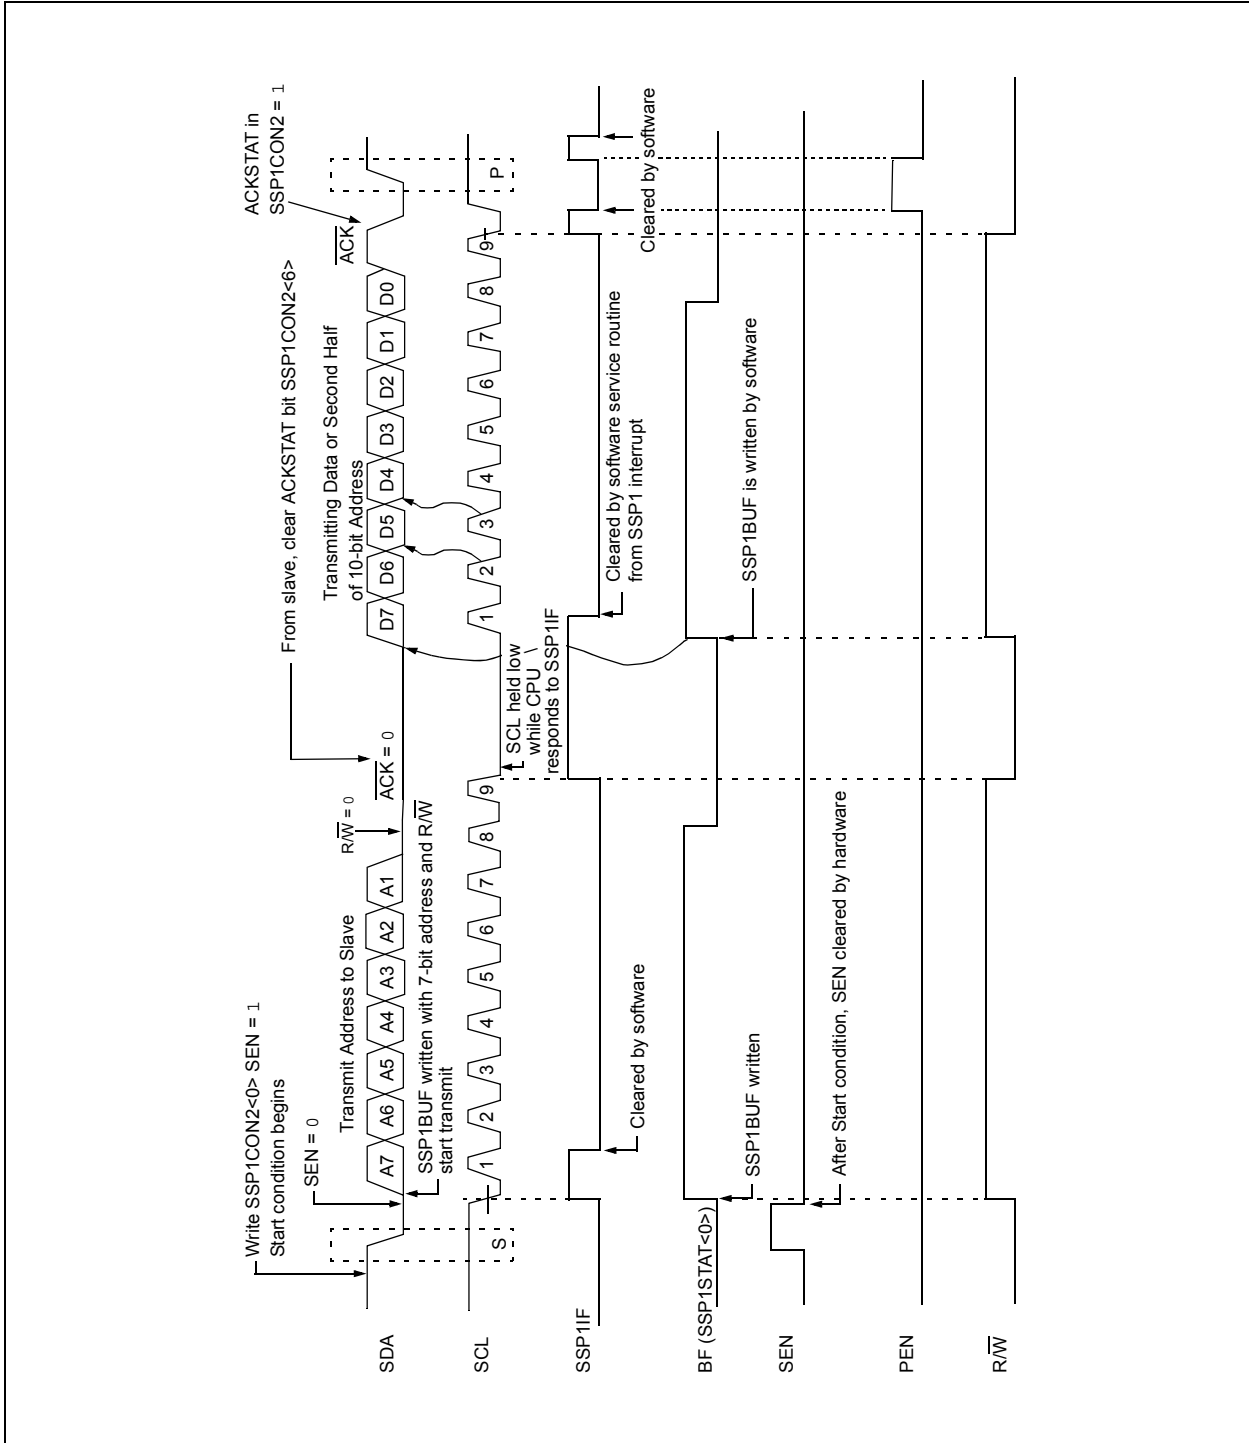 Write SSP1CON2<0> SEN = 1
Start condition begins
SEN = 0
From slave, clear ACKSTAT bit SSP1CON2<6>
ACKSTAT in
SSP1CON2 = 1
Transmit Address to Slave
R/W = 0
ACK = 0
Transmitting Data or Second Half
of 10-bit Address
ACK
SDA
A7 A6 A5 A4 A3 A2 A1
D7 D6 D5 D4 D3 D2 D1 D0
SSP1BUF written with 7-bit address and R/W
start transmit
SCL
S
1 2 3 4 5 6 7 8 9
1 2 3 4 5 6 7 8 9
P
SCL held low
while CPU
responds to SSP1IF
SSP1IF
Cleared by software
Cleared by software service routine
from SSP1 interrupt
Cleared by software
Cleared by software
BF (SSP1STAT<0>)
SSP1BUF written
SSP1BUF is written by software
SEN
After Start condition, SEN cleared by hardware
PEN
R/W